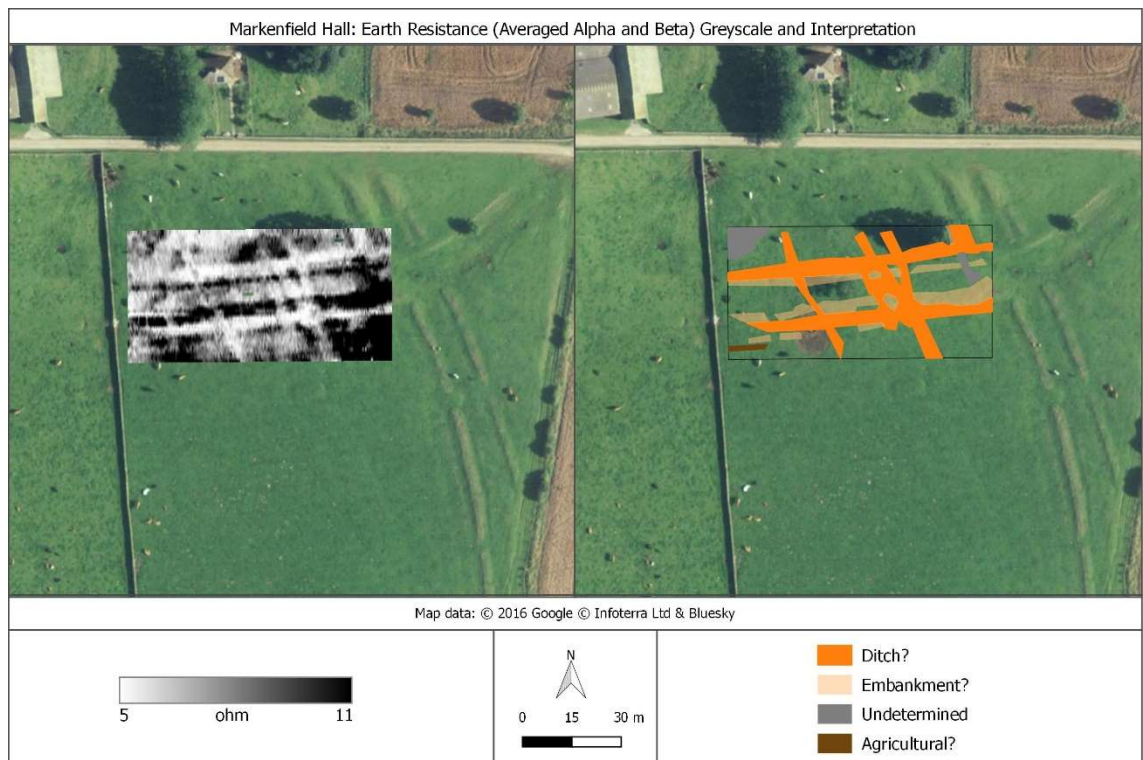 Markenfield Hall: Earth Resistance (Averaged Alpha and Beta) Greyscale and Interpretation
Map data: © 2016 Google © Infoterra Ltd & Bluesky
5 ohm 11
N
0 15 30 m
Ditch?
Embankment?
Undetermined
Agricultural?